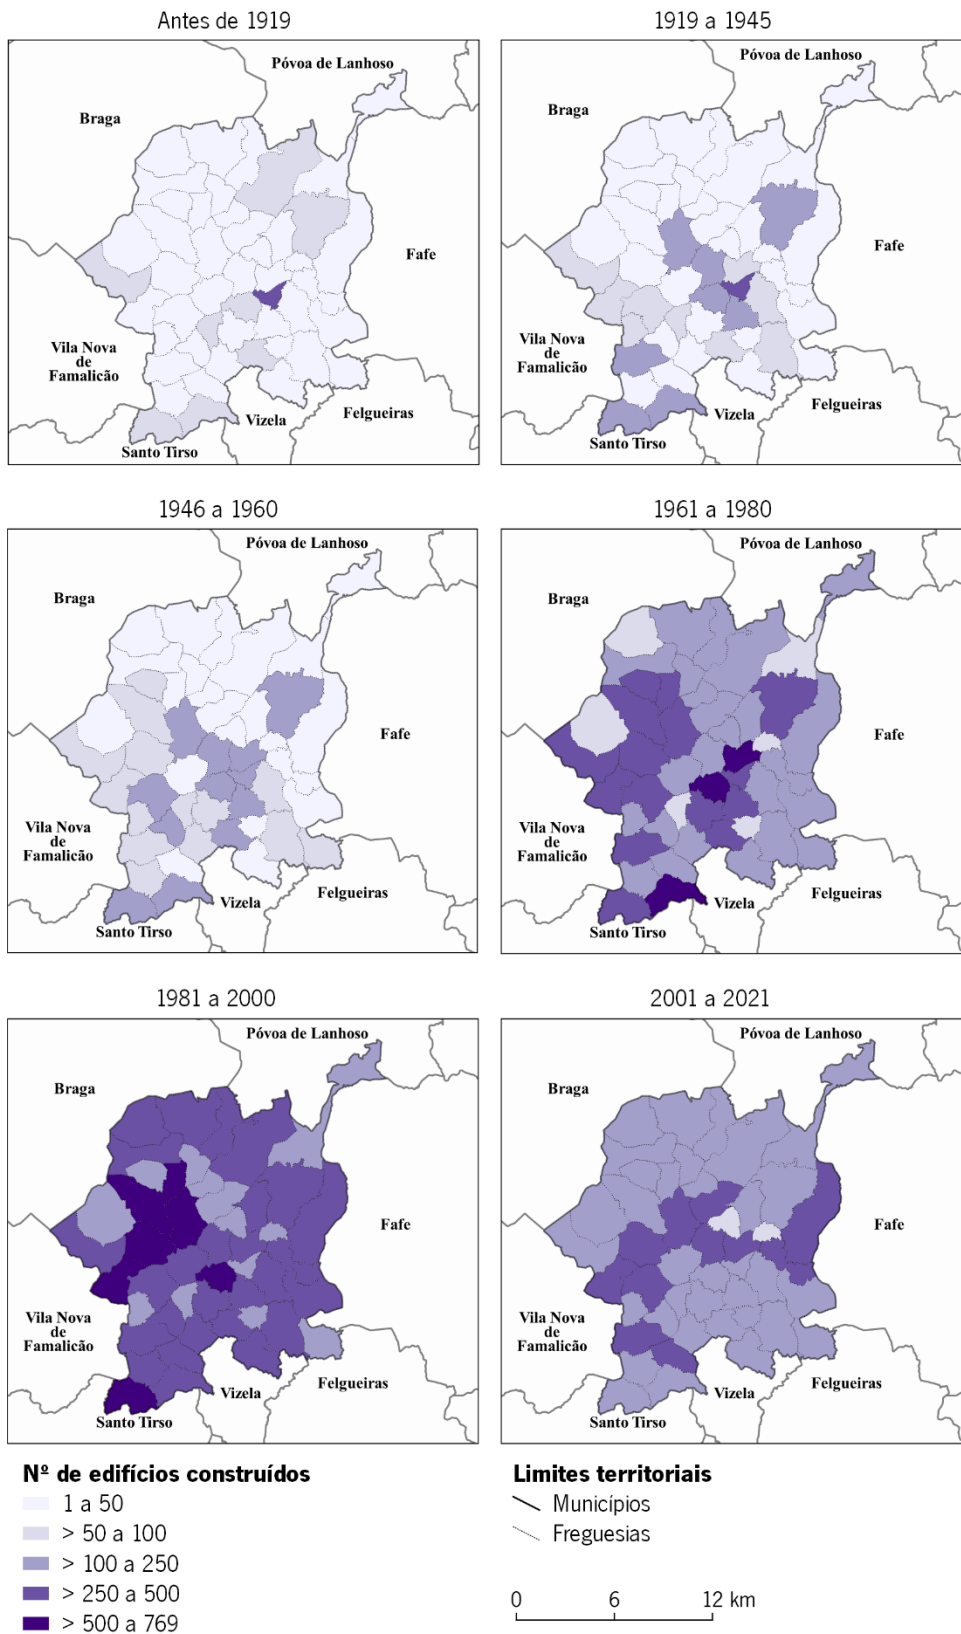 Antes de 1919
1919 a 1945
Póvoa de Lanhoso
Braga
Fafe
Vila Nova
de
Famalicão
Santo Tirso
Vizela
Felgueiras
Póvoa de Lanhoso
Braga
Fafe
Vila Nova
de
Famalicão
Santo Tirso
Vizela
Felgueiras
1946 a 1960
1961 a 1980
Póvoa de Lanhoso
Braga
Fafe
Vila Nova
de
Famalicão
Santo Tirso
Vizela
Felgueiras
Póvoa de Lanhoso
Braga
Fafe
Vila Nova
de
Famalicão
Santo Tirso
Vizela
Felgueiras
1981 a 2000
2001 a 2021
Póvoa de Lanhoso
Braga
Fafe
Vila Nova
de
Famalicão
Santo Tirso
Vizela
Felgueiras
Póvoa de Lanhoso
Braga
Fafe
Vila Nova
de
Famalicão
Santo Tirso
Vizela
Felgueiras
Nº de edifícios construídos
1 a 50
> 50 a 100
> 100 a 250
> 250 a 500
> 500 a 769
Limites territoriais
Municípios
Freguesias
0 6 12 km